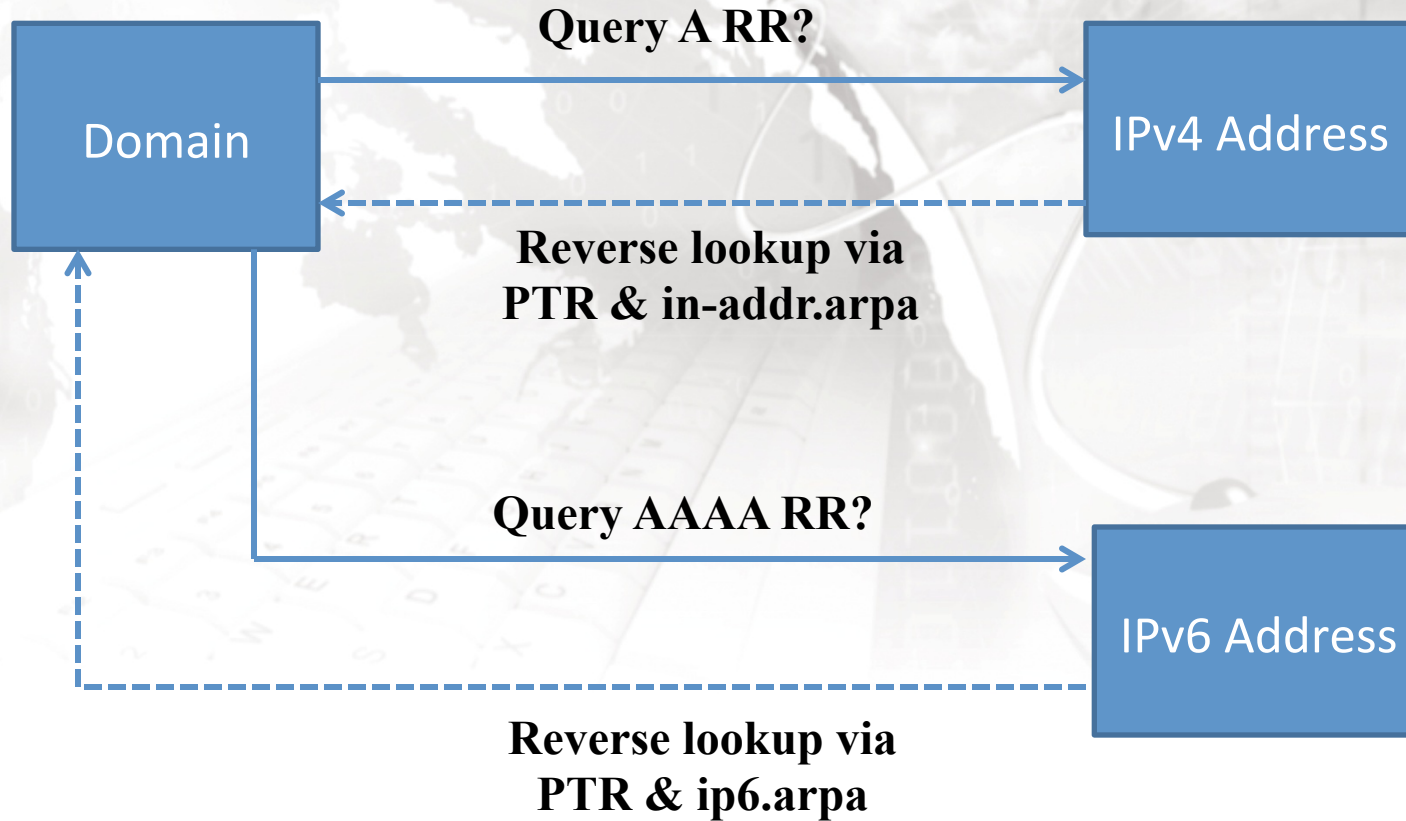 Query A RR?
Domain
IPv4 Address
Reverse lookup via
PTR & in-addr.arpa
Query AAAA RR?
IPv6 Address
Reverse lookup via
PTR & ip6.arpa